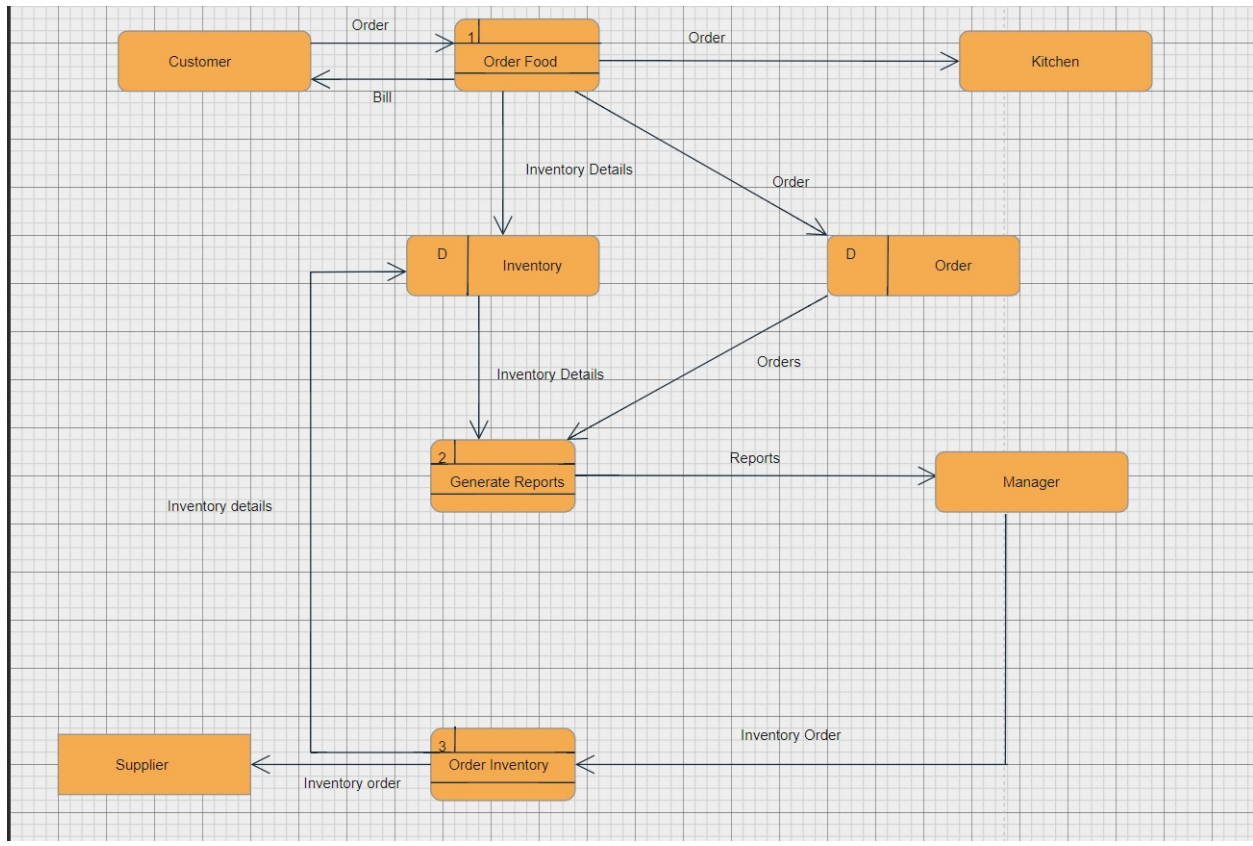 Order
1
Order
Customer
Order Food
Kitchen
Bill
Inventory Details
Order
D
Inventory
D
Order
Inventory Details
Orders
2
Reports
Generate Reports
Manager
Inventory details
Inventory Order
3
Supplier
Order Inventory
Inventory order